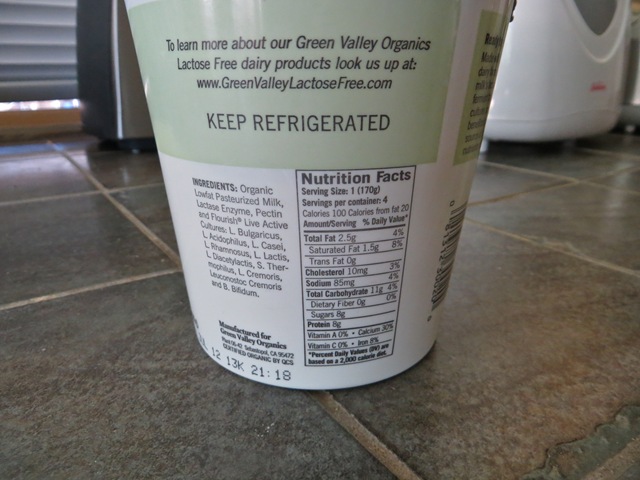 To learn more about our Green Valley Organics
Lactose Free dairy products look us up at:
www.GreenValleyLactoseFree.com
KEEP REFRIGERATED
INGREDIENTS: Organic
Lowfat Pasteurized Milk,
Lactase Enzyme, Pectin
and Flourish® Live Active
Cultures: L. Bulgaricus,
L. Acidophilus, L. Casei,
L. Rhamnosus, L. Lactis,
L. Diacetylactis, S. Ther-
mophilus, L. Cremoris,
Leuconostoc Cremoris
and B. Bifidum.
Manufactured for
Green Valley Organics
Sebastopol, CA 95472
CERTIFIED ORGANIC BY QCS
12 13K 21:18
Nutrition Facts
Serving Size: 1 (170g)
Servings per container: 4
Calories 100 Calories from fat 20
Amount/Serving % Daily Value*
Total Fat 2.5g 4%
Saturated Fat 1.5g 8%
Trans Fat 0g
Cholesterol 10mg 3%
Sodium 85mg 4%
Total Carbohydrate 11g 4%
Dietary Fiber 0g 0%
Sugars 8g
Protein 8g
Vitamin A 0% • Calcium 30%
Vitamin C 0% • Iron 8%
*Percent Daily Values (DV) are
based on a 2,000 calorie diet.